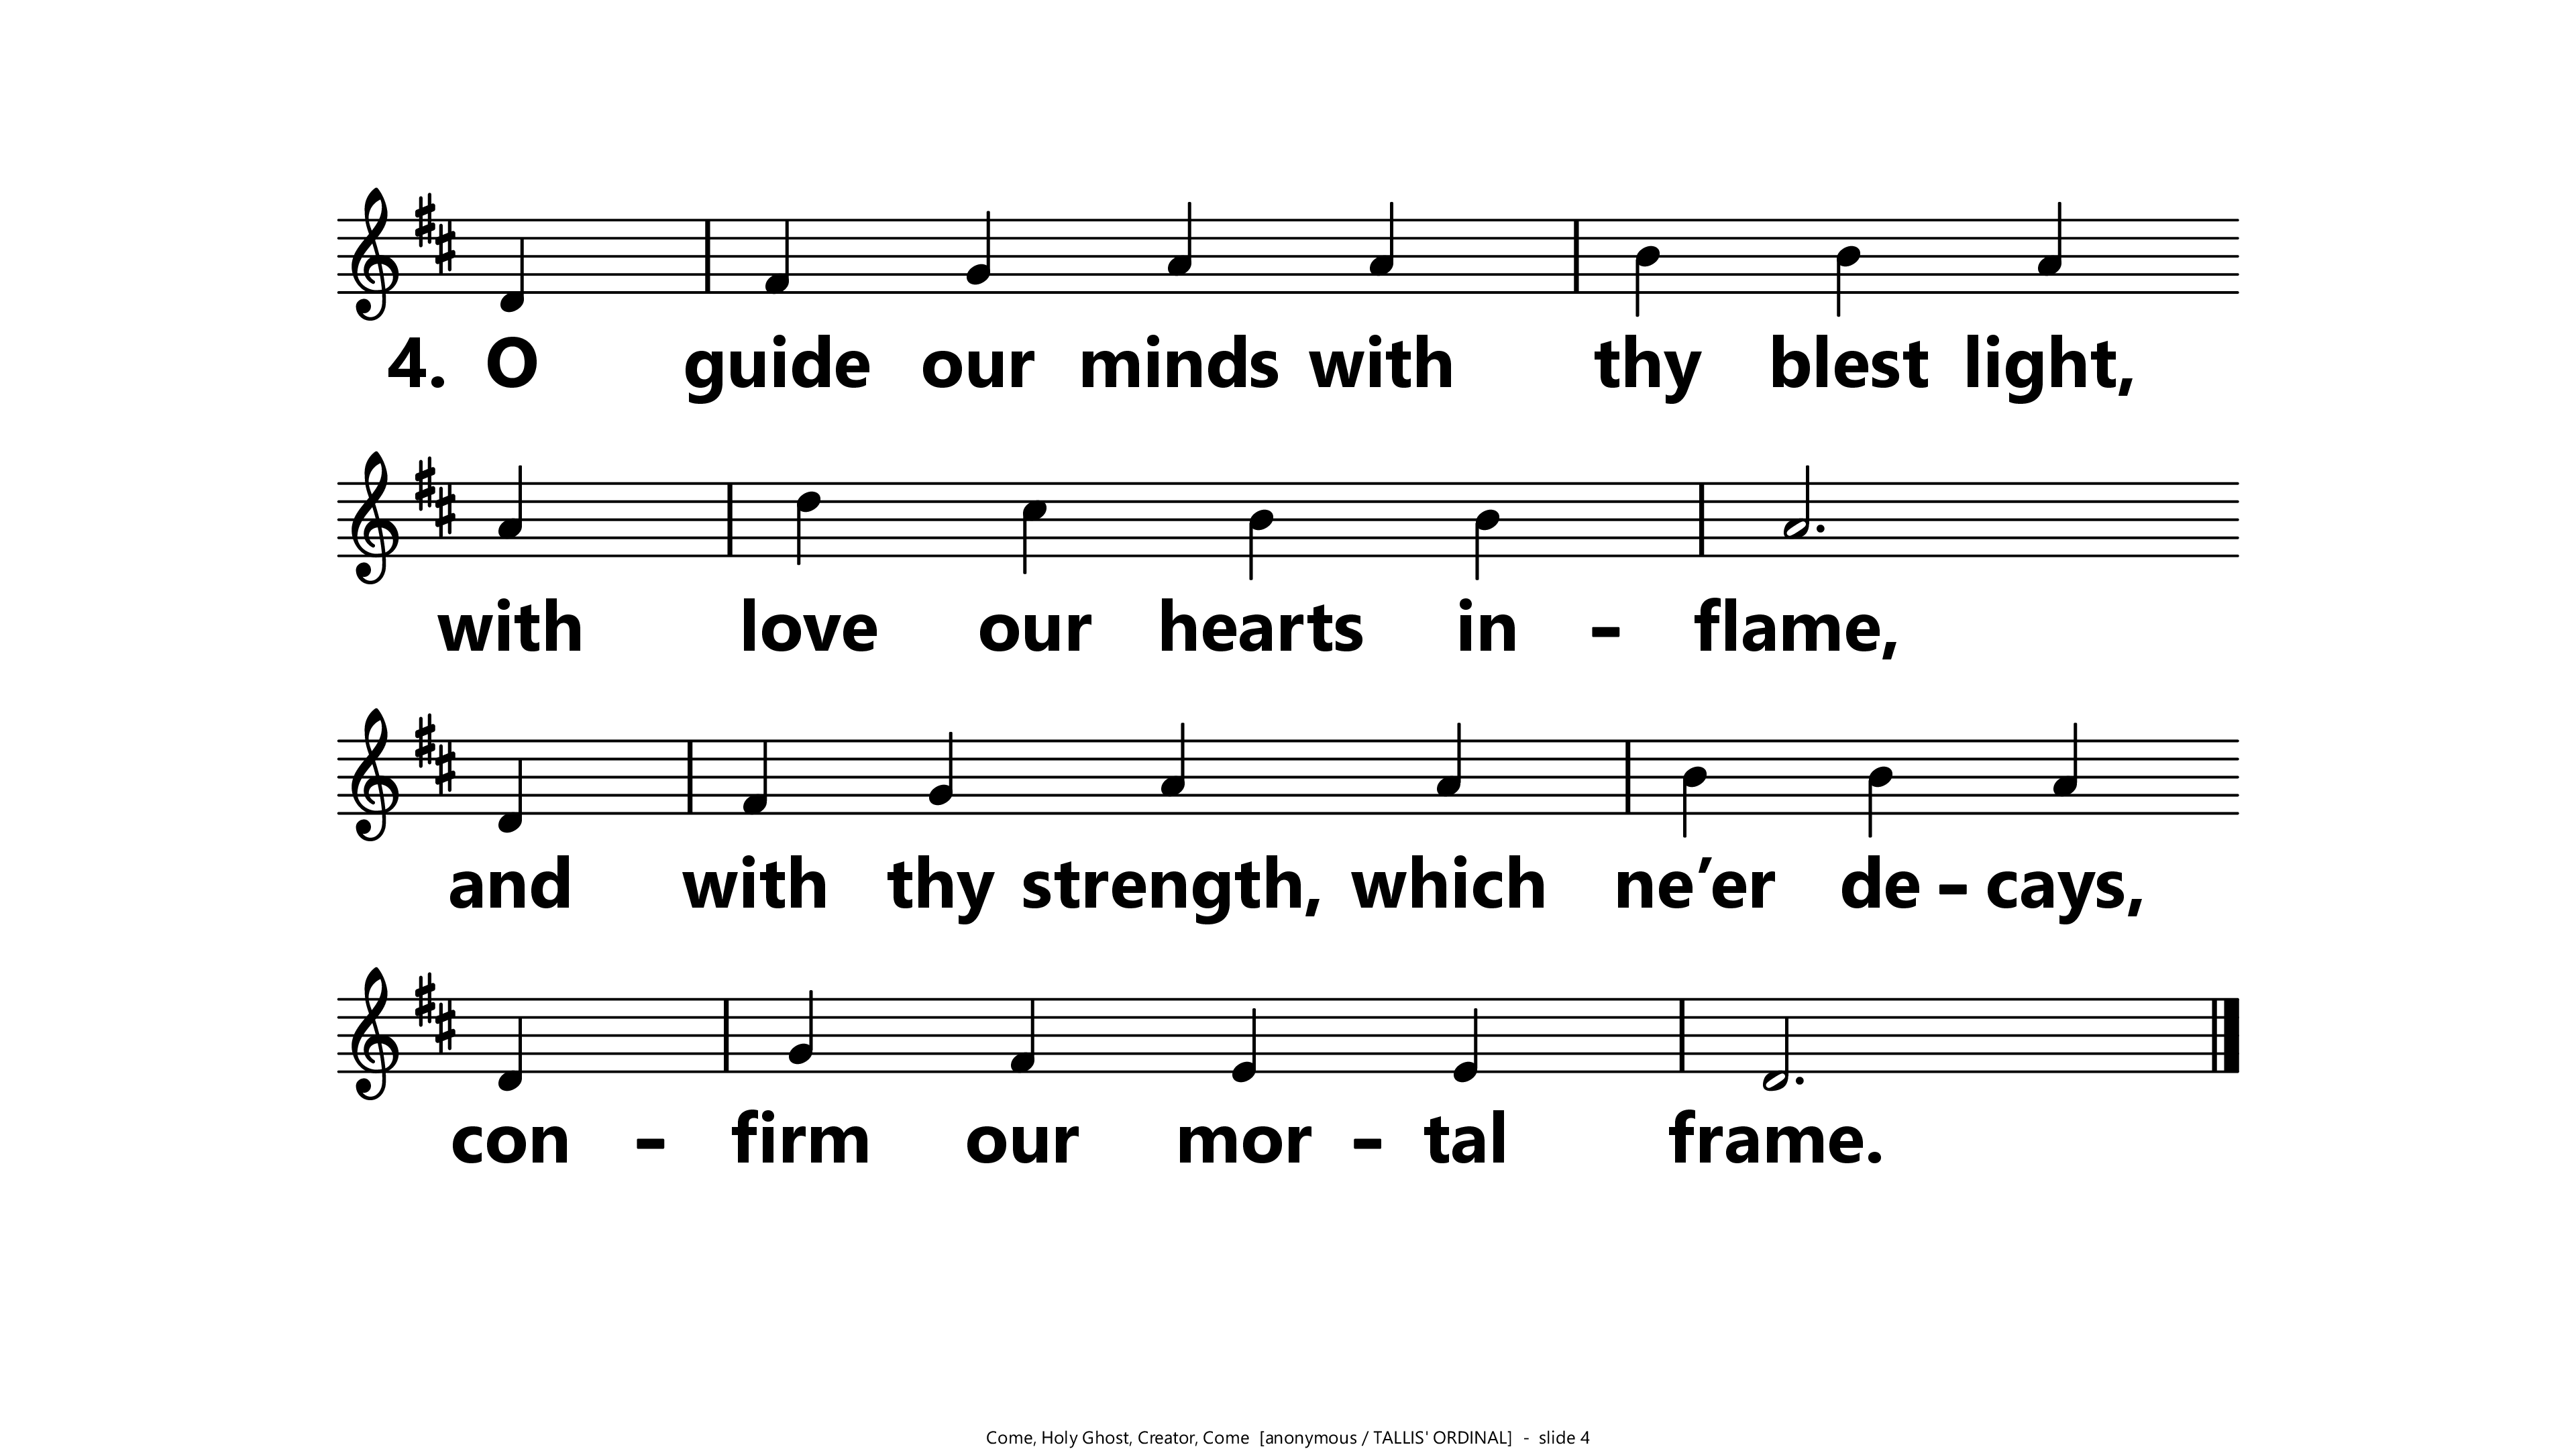 4. O guide our minds with thy blest light,
with love our hearts in - flame,
and with thy strength, which ne’er de - cays,
con - firm our mor - tal frame.
Come, Holy Ghost, Creator, Come [anonymous / TALLIS' ORDINAL] - slide 4